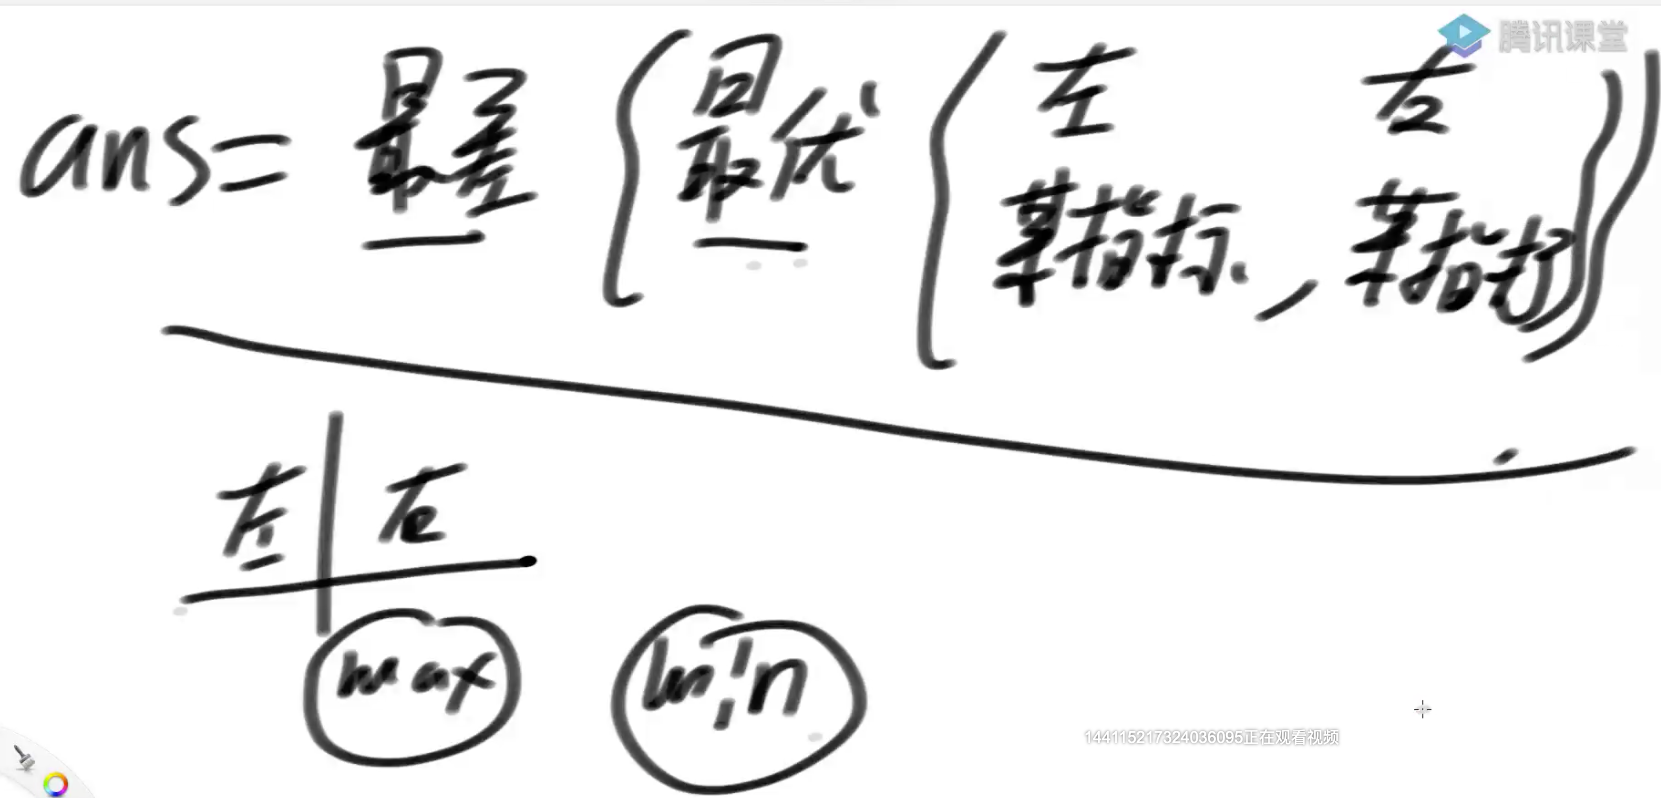 腾讯课堂
ans = 最差 { 最优 { 左 右
某指标, 某指标 } }
左 | 右
max min
144115217324036095正在观看视频